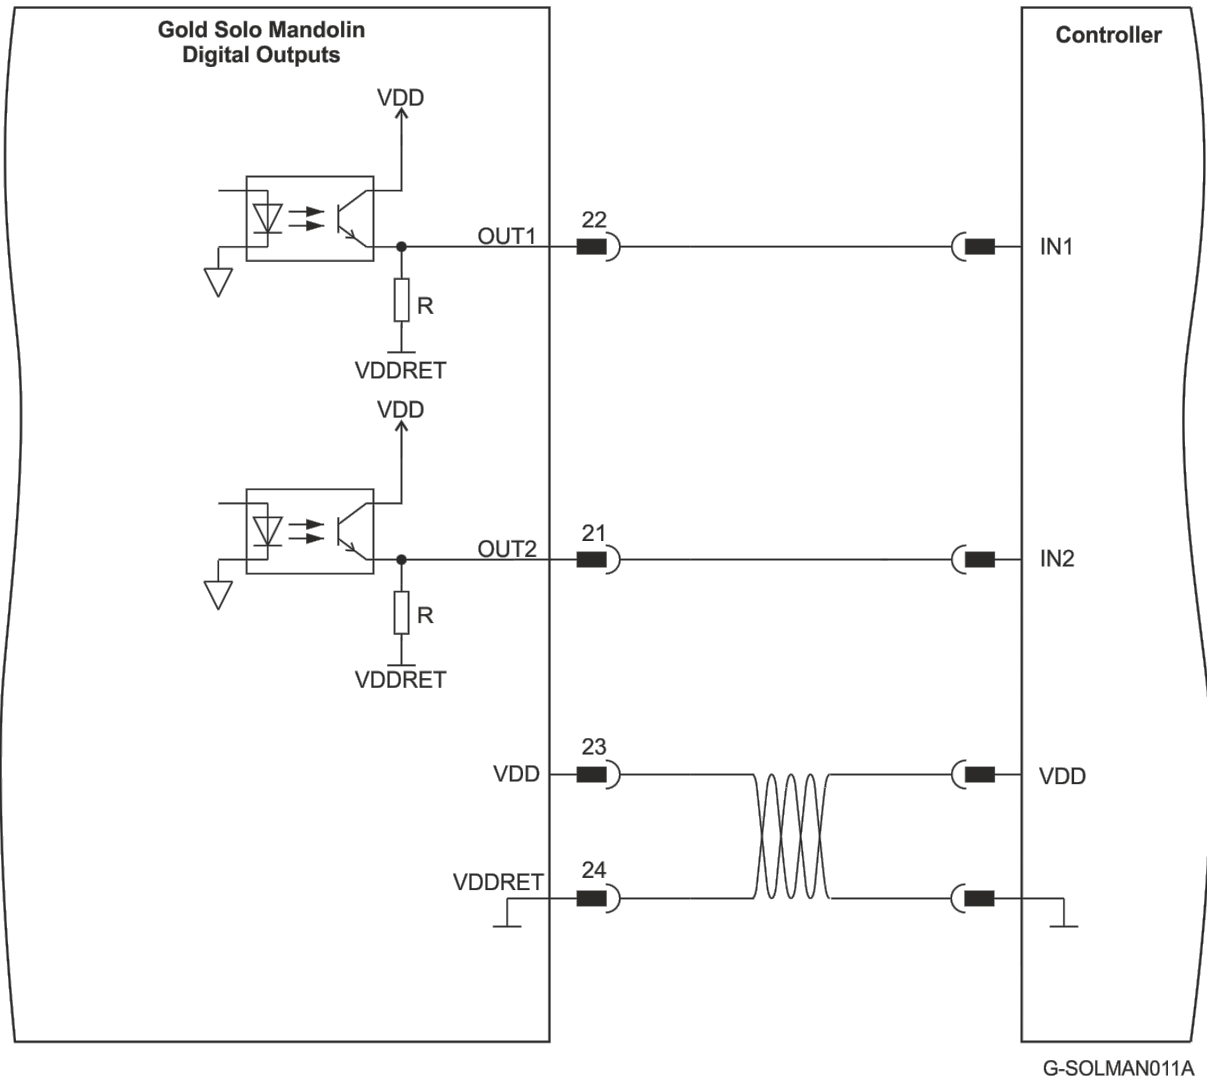 Gold Solo Mandolin
Digital Outputs
Controller
VDD
OUT1
22
IN1
R
VDDRET
VDD
OUT2
21
IN2
R
VDDRET
VDD
23
VDD
VDDRET
24
G-SOLMAN011A